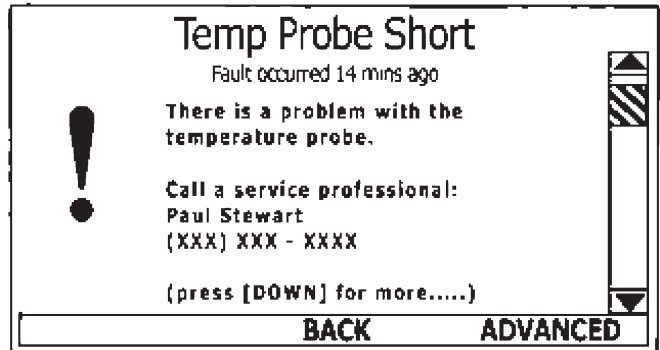 Temp Probe Short
Fault occurred 14 mins ago
There is a problem with the
temperature probe.
Call a service professional:
Paul Stewart
(XXX) XXX - XXXX
(press [DOWN] for more.....)
BACK ADVANCED